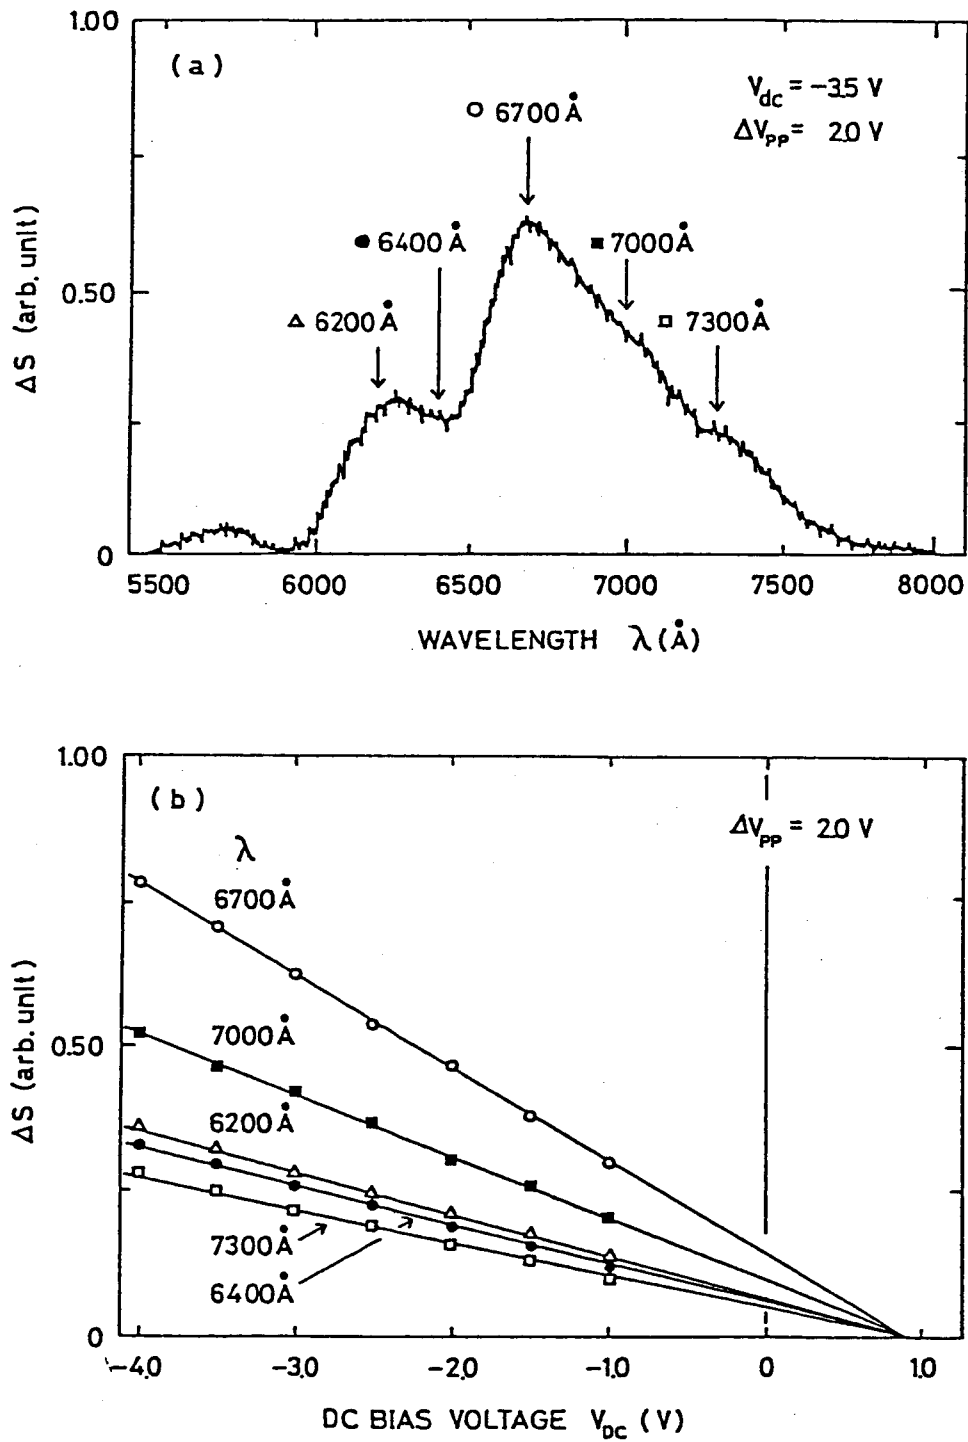 1.00
(a)
V_dc = -3.5 V
ΔV_PP = 2.0 V
○ 6700 Å
● 6400 Å
■ 7000 Å
△ 6200 Å
□ 7300 Å
0.50
0
ΔS (arb. unit)
5500 6000 6500 7000 7500 8000
WAVELENGTH λ (Å)
1.00
(b)
ΔV_PP = 2.0 V
λ
6700 Å
7000 Å
6200 Å
7300 Å
6400 Å
0.50
0
ΔS (arb. unit)
-4.0 -3.0 -2.0 -1.0 0 1.0
DC BIAS VOLTAGE V_DC (V)